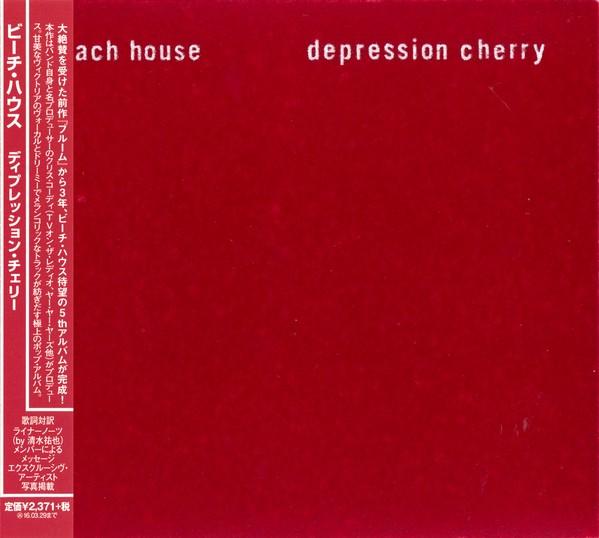 ach house
depression cherry
ビーチ・ハウス ディプレッション・チェリー
大絶賛を受けた前作『ブルーム』から3年、ビーチ・ハウス待望の5thアルバムが完成!
本作はバンド自身と名プロデューサーのクリス・コーディ(TVオン・ザ・レディオ、ヤー・ヤー・ヤーズ他)がプロデュー
ス。甘美なヴィクトリアのヴォーカルとドリーミーでメランコリックなトラックが紡ぎだす極上のポップ・アルバム。
歌詞対訳
ライナーノーツ
(by 清水祐也)
メンバーによる
メッセージ
エクスクルーシヴ・
アーティスト
写真掲載
定価¥2,371+税
㋘16.03.29まで